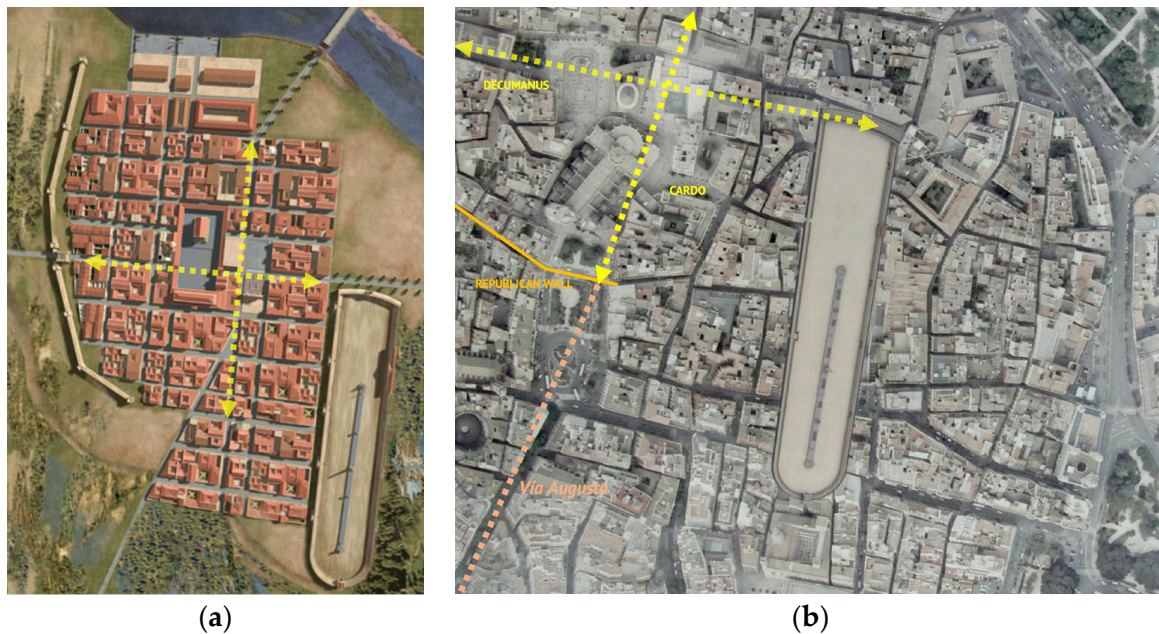 DECUMANUS
CARDO
REPUBLICAN WALL
Via Augusta
(a)
(b)